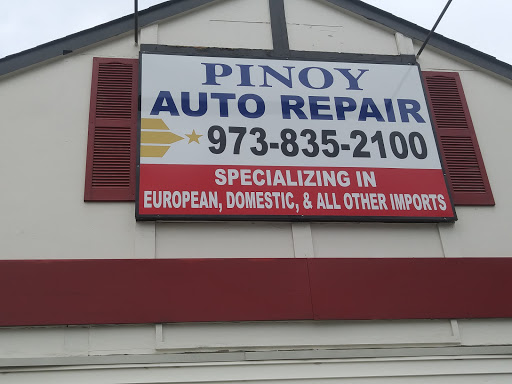 PINOY
AUTO REPAIR
973-835-2100
SPECIALIZING IN
EUROPEAN, DOMESTIC, & ALL OTHER IMPORTS